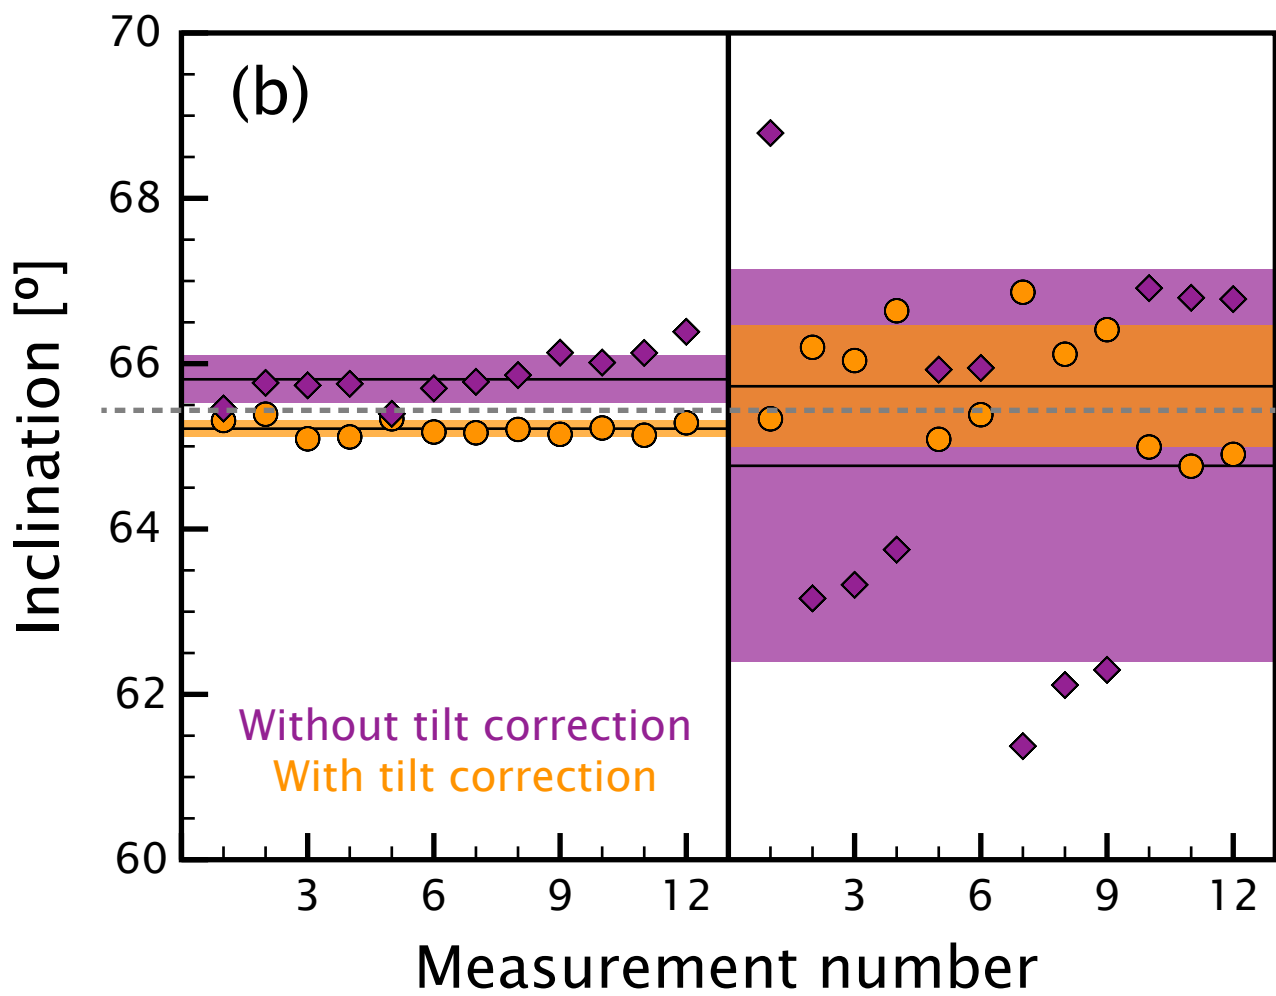 70
(b)
68
66
64
62
60
Inclination [º]
Without tilt correction
With tilt correction
3 6 9 12 3 6 9 12
Measurement number